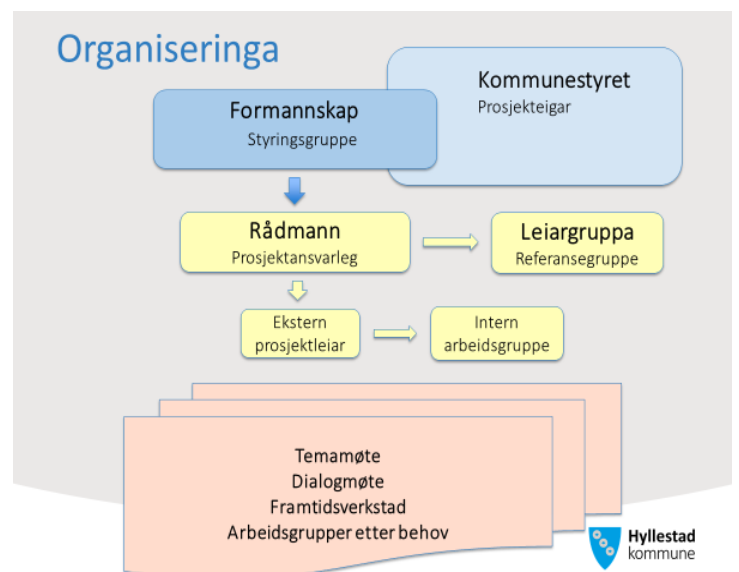 Organiseringa
Kommunestyret
Prosjekteigar
Formannskap
Styringsgruppe
Rådmann
Prosjektansvarleg
Leiargruppa
Referansegruppe
Ekstern
prosjektleiar
Intern
arbeidsgruppe
Temamøte
Dialogmøte
Framtidsverkstad
Arbeidsgrupper etter behov
Hyllestad
kommune